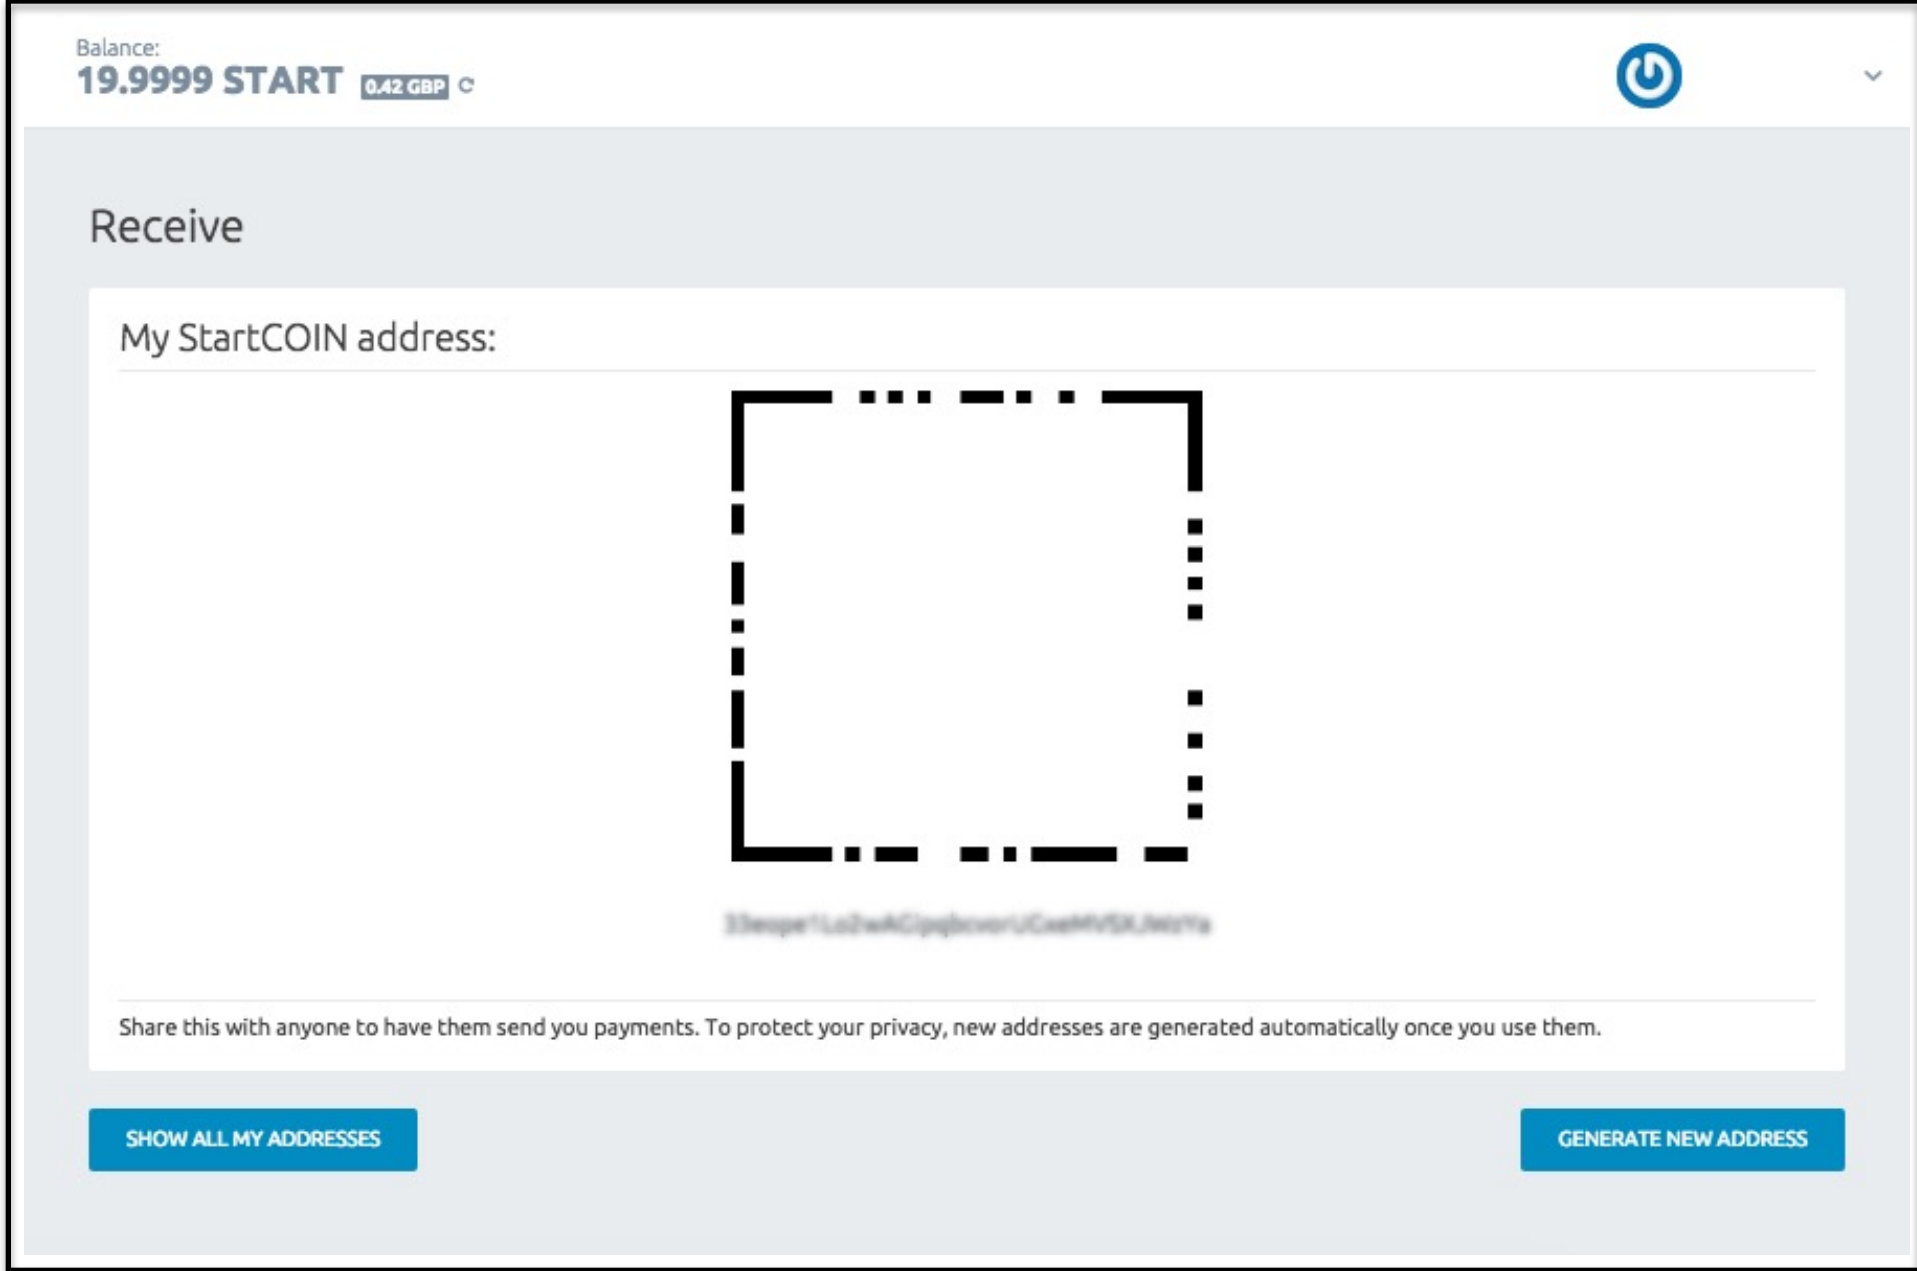 Balance:
19.9999 START 0.42 GBP
Receive
My StartCOIN address:
Share this with anyone to have them send you payments. To protect your privacy, new addresses are generated automatically once you use them.
SHOW ALL MY ADDRESSES
GENERATE NEW ADDRESS